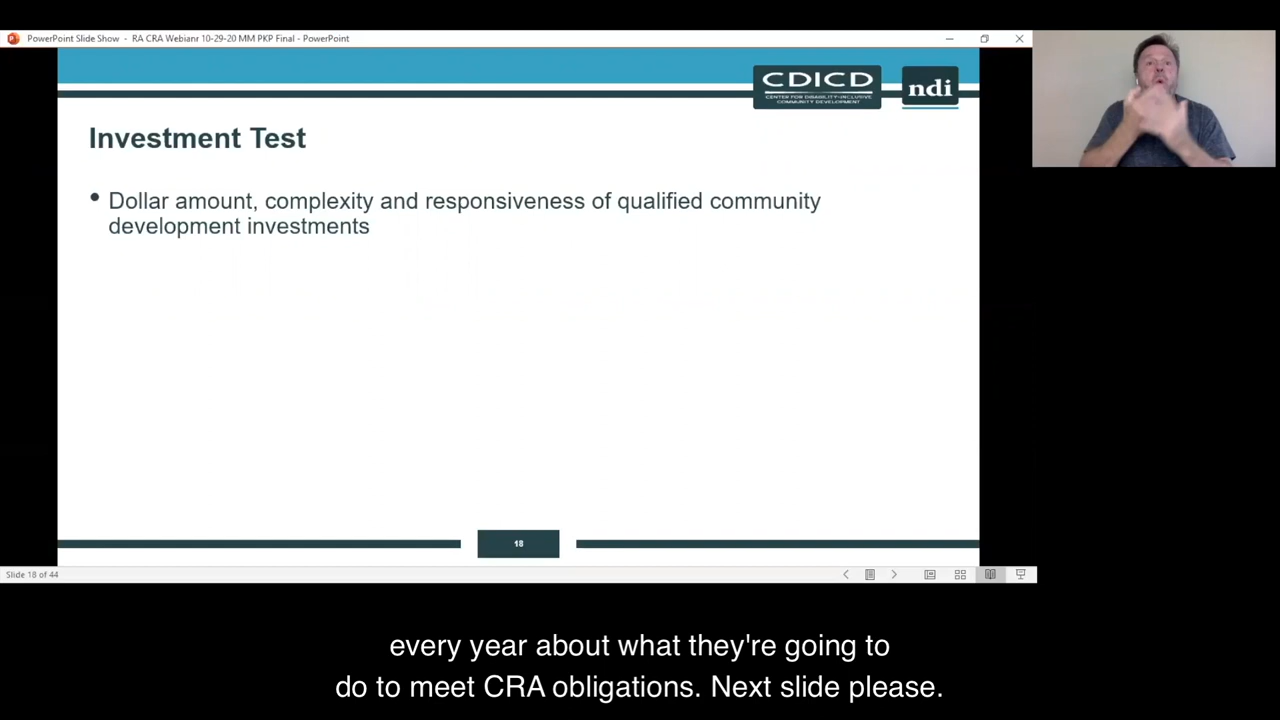 PowerPoint Slide Show - RA CRA Webianr 10-29-20 MM PKP Final - PowerPoint
CDICD
CENTER FOR DISABILITY-INCLUSIVE
COMMUNITY DEVELOPMENT
ndi
Investment Test
• Dollar amount, complexity and responsiveness of qualified community
development investments
18
Slide 18 of 44
every year about what they're going to
do to meet CRA obligations. Next slide please.